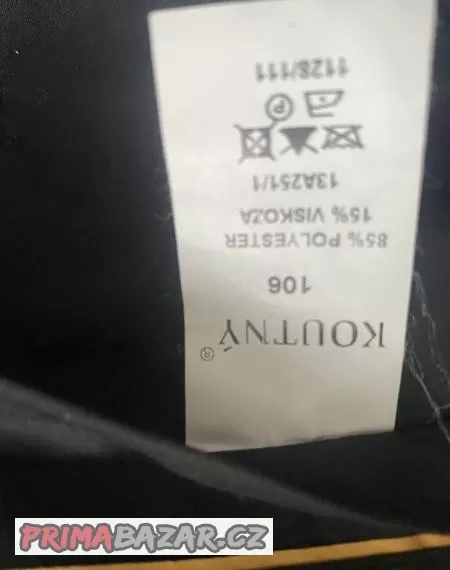 KOUTNÝ®
106
85% POLYESTER
15% VISKOZA
13A251/1
P
1128/111
PRIMABAZAR.CZ